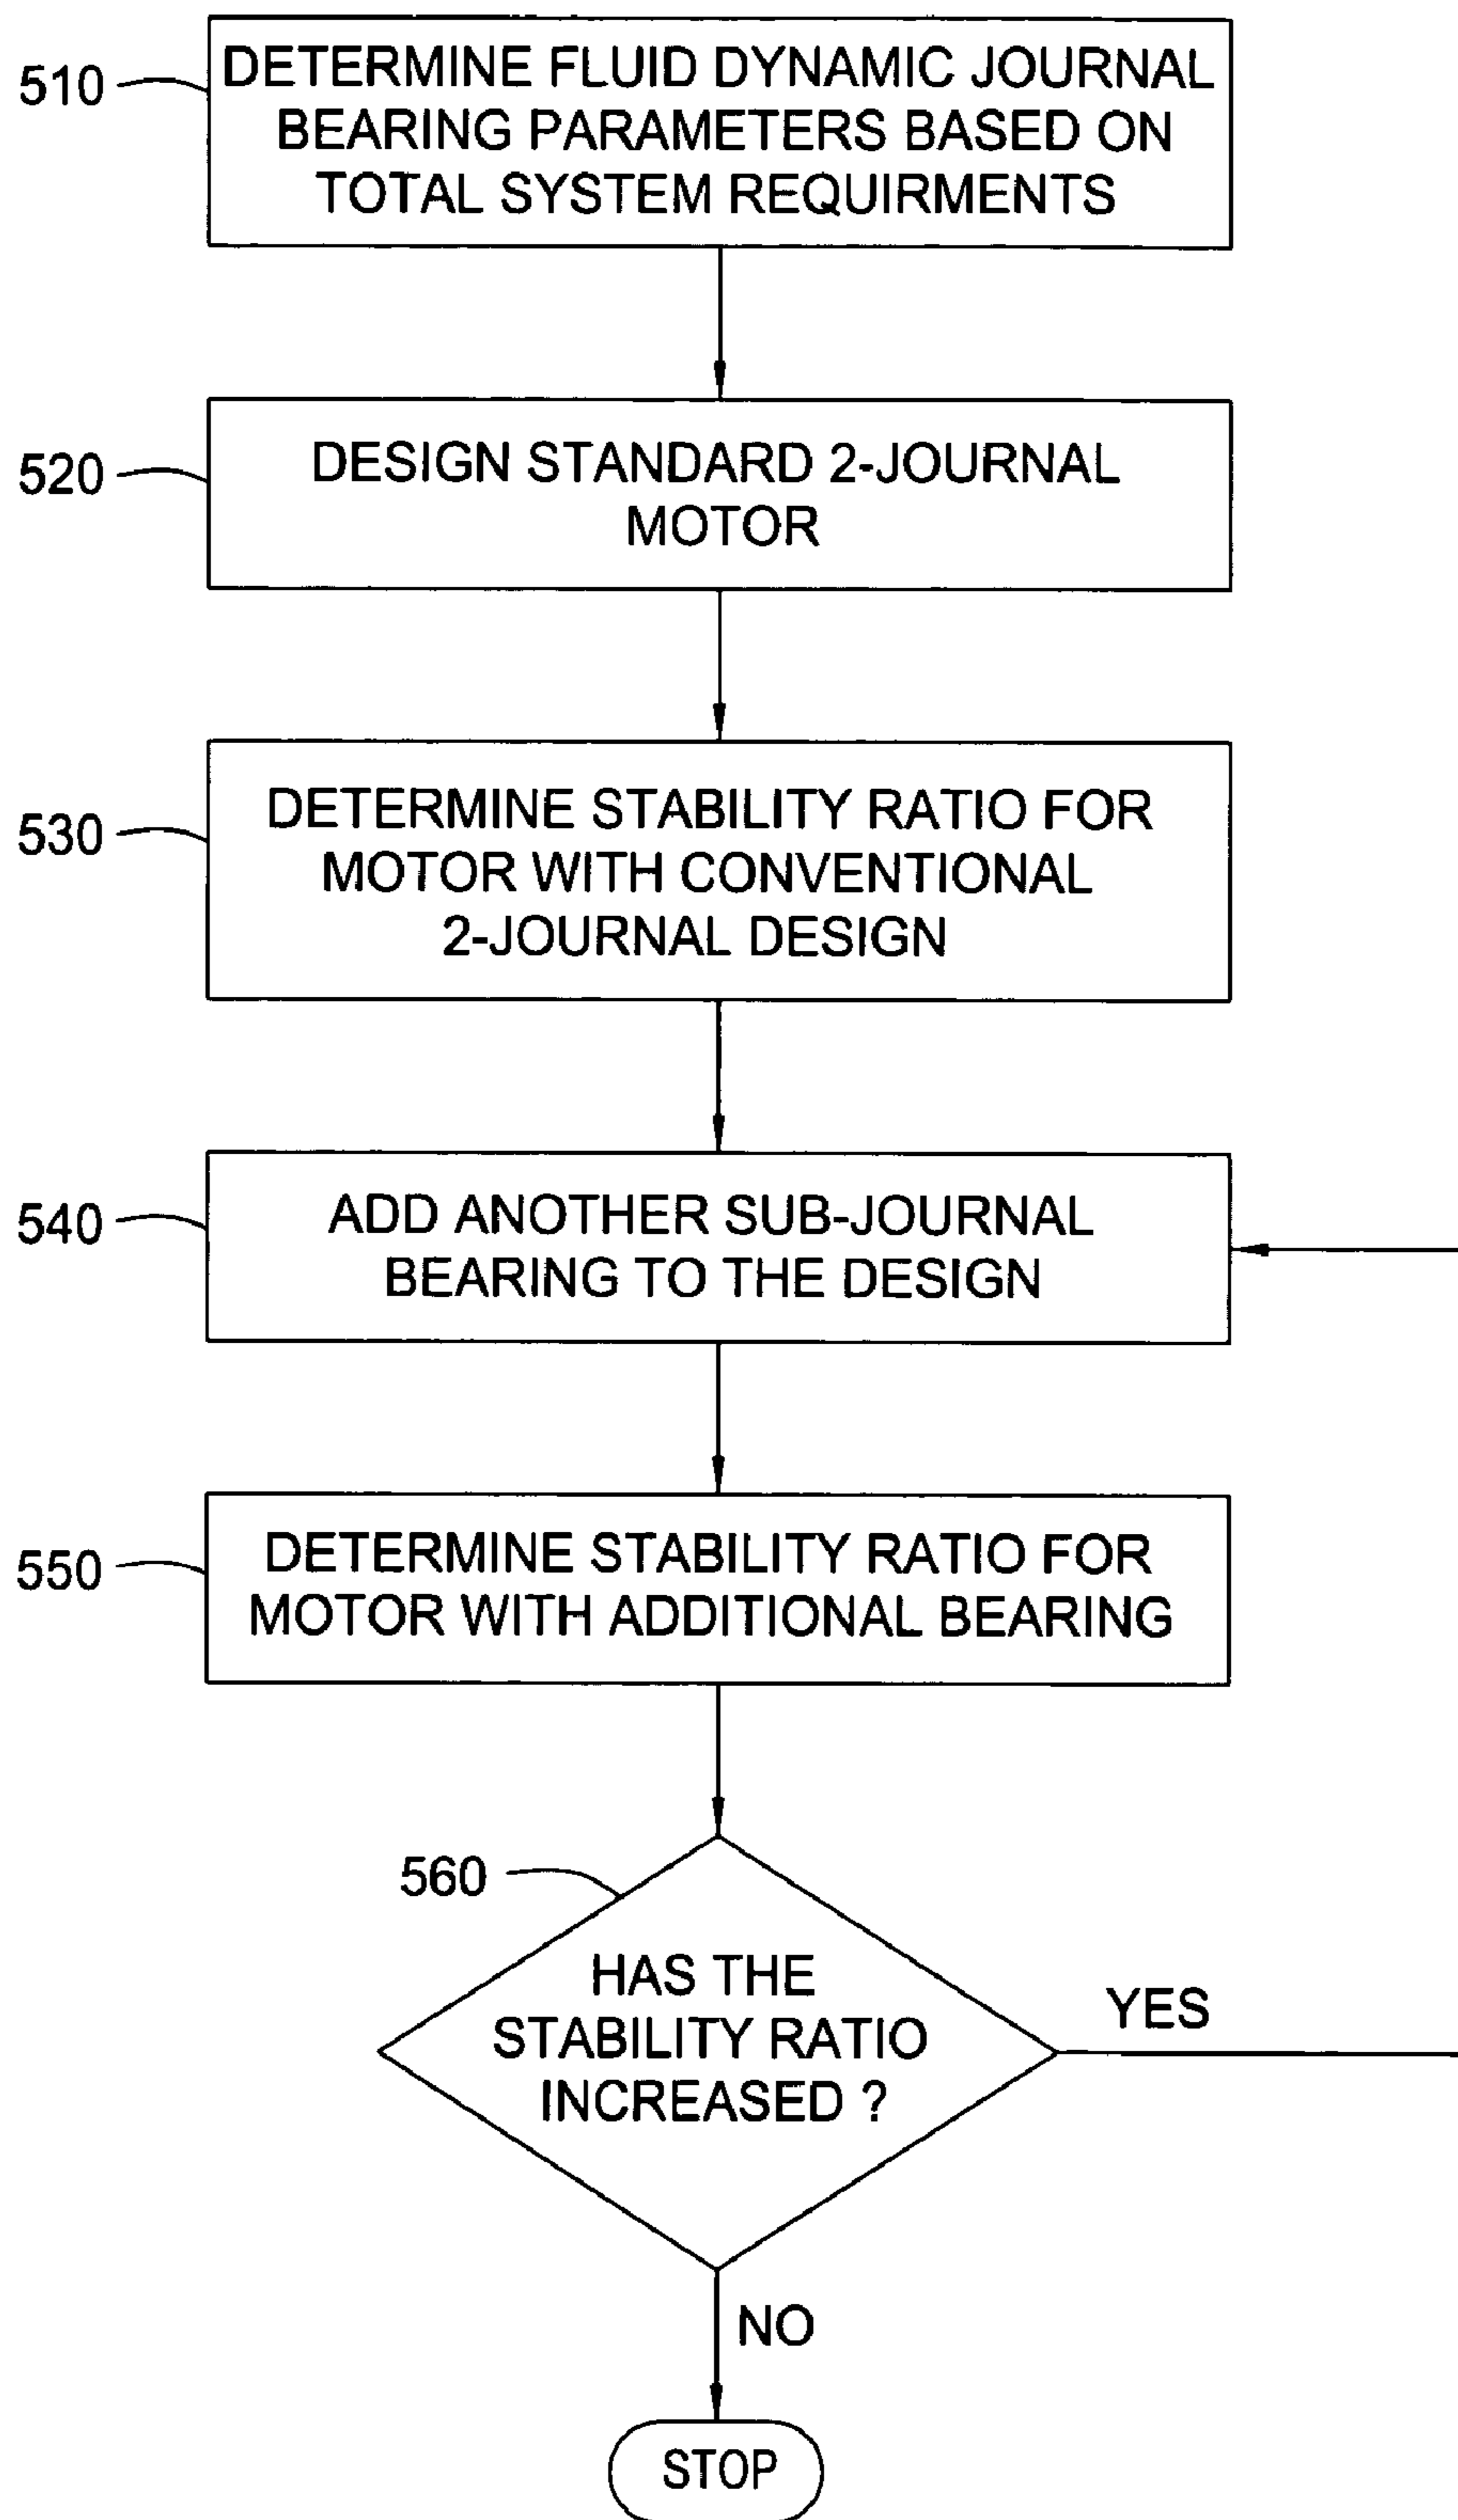 510
DETERMINE FLUID DYNAMIC JOURNAL
BEARING PARAMETERS BASED ON
TOTAL SYSTEM REQUIRMENTS
520
DESIGN STANDARD 2-JOURNAL
MOTOR
530
DETERMINE STABILITY RATIO FOR
MOTOR WITH CONVENTIONAL
2-JOURNAL DESIGN
540
ADD ANOTHER SUB-JOURNAL
BEARING TO THE DESIGN
550
DETERMINE STABILITY RATIO FOR
MOTOR WITH ADDITIONAL BEARING
560
HAS THE
STABILITY RATIO
INCREASED ?
YES
NO
STOP